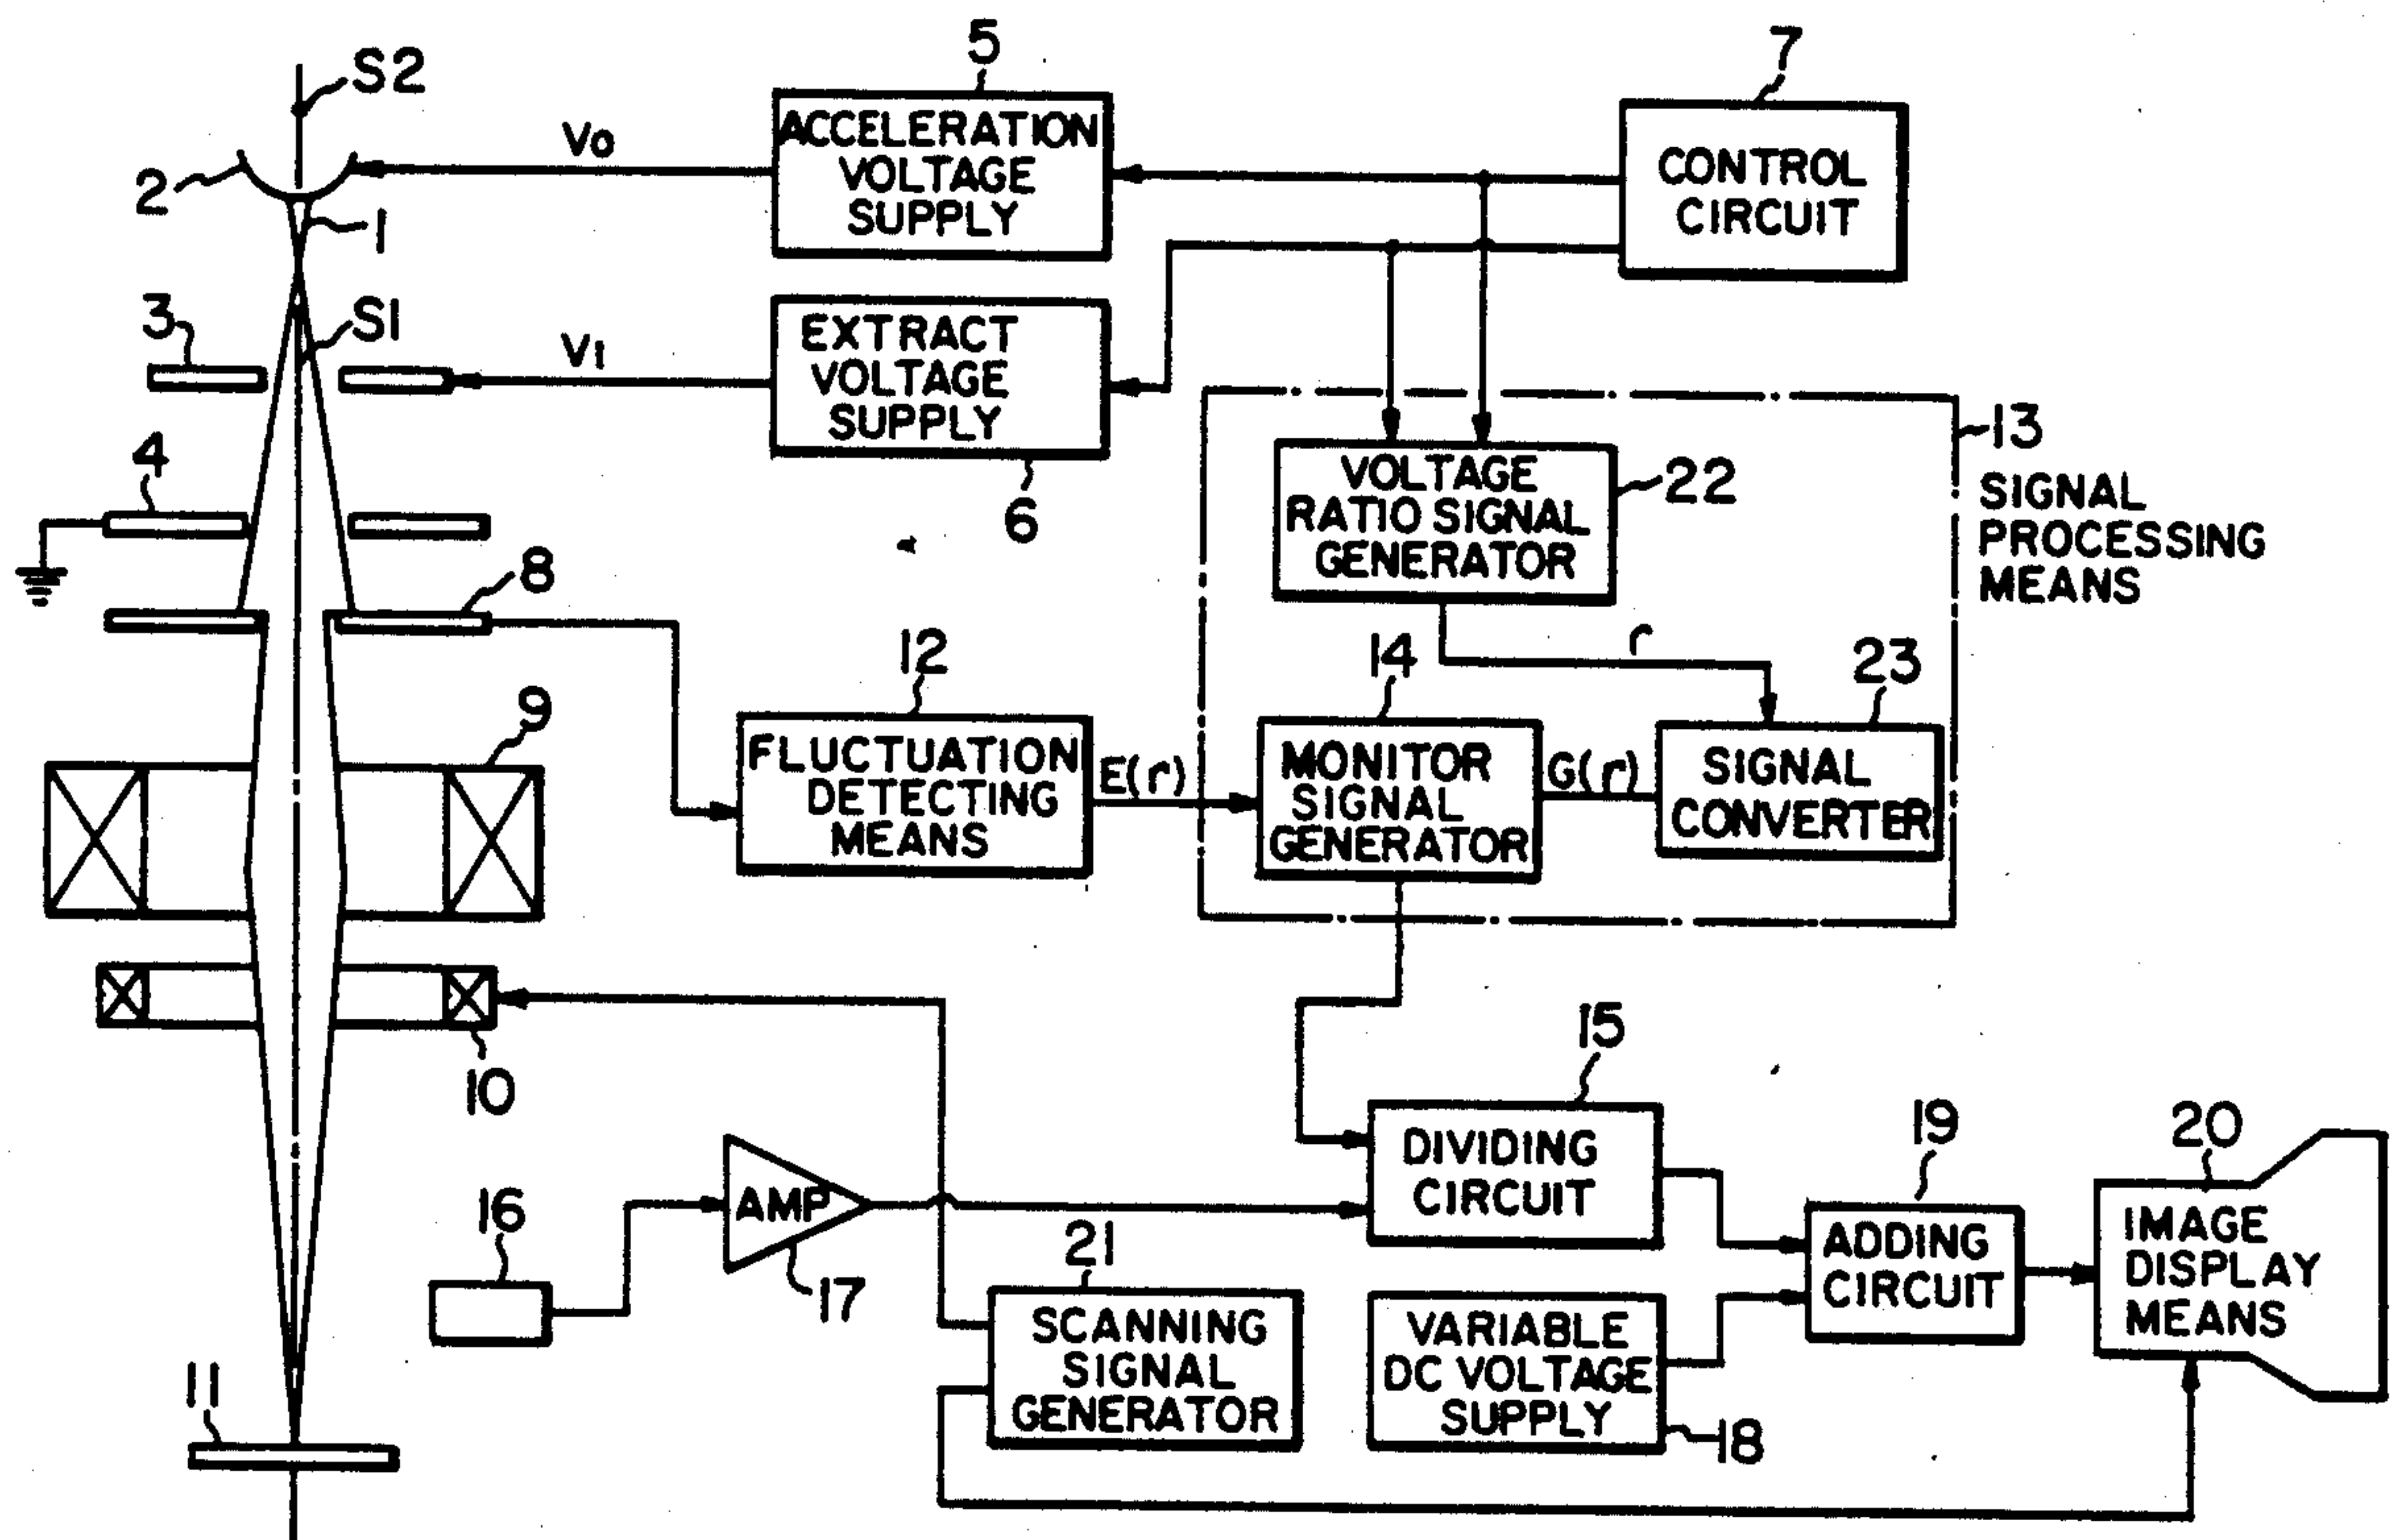 S2
5
7
V0
ACCELERATION
VOLTAGE
SUPPLY
CONTROL
CIRCUIT
2
1
3
S1
V1
EXTRACT
VOLTAGE
SUPPLY
6
4
13
SIGNAL
PROCESSING
MEANS
VOLTAGE
RATIO SIGNAL
GENERATOR
22
8
r
12
14
23
9
FLUCTUATION
DETECTING
MEANS
E(r)
MONITOR
SIGNAL
GENERATOR
G(r)
SIGNAL
CONVERTER
10
15
DIVIDING
CIRCUIT
19
20
16
AMP
17
21
SCANNING
SIGNAL
GENERATOR
VARIABLE
DC VOLTAGE
SUPPLY
18
ADDING
CIRCUIT
IMAGE
DISPLAY
MEANS
11